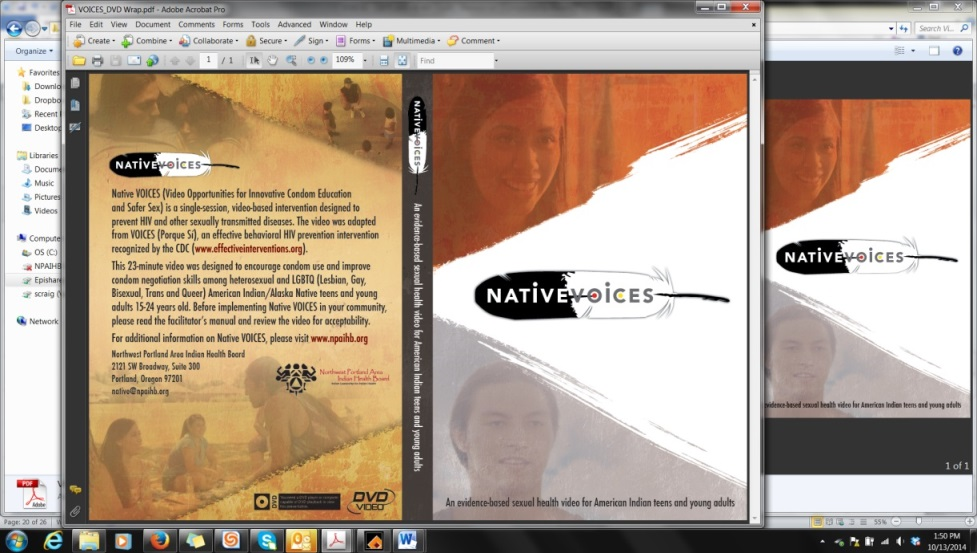 VOICES_DVD Wrap.pdf - Adobe Acrobat Pro
File Edit View Document Comments Forms Tools Advanced Window Help
Create Combine Collaborate Secure Sign Forms Multimedia Comment
1 / 1 109% Find
Search Vi...
Organize
Favorites
Downlo
Dropbo
Recent
Desktop
Libraries
Docume
Music
Pictures
Videos
Compute
OS (C:)
NPAIHB
Epishare
scraig (\\
Network
NATIVEVOICES
Native VOICES (Video Opportunities for Innovative Condom Education
and Safer Sex) is a single-session, video-based intervention designed to
prevent HIV and other sexually transmitted diseases. The video was adapted
from VOICES (Porque Sí), an effective behavioral HIV prevention intervention
recognized by the CDC (www.effectiveinterventions.org).
This 23-minute video was designed to encourage condom use and improve
condom negotiation skills among heterosexual and LGBTQ (Lesbian, Gay,
Bisexual, Trans and Queer) American Indian/Alaska Native teens and young
adults 15-24 years old. Before implementing Native VOICES in your community,
please read the facilitator's manual and review the video for acceptability.
For additional information on Native VOICES, please visit www.npaihb.org
Northwest Portland Area Indian Health Board
2121 SW Broadway, Suite 300
Portland, Oregon 97201
native@npaihb.org
Northwest Portland Area
Indian Health Board
DVD
DVD
VIDEO
NATIVEVOICES
An evidence-based sexual health video for American Indian teens and young adults
NATIVEVOICES
An evidence-based sexual health video for American Indian teens and young adults
NATIVEVOICES
evidence-based sexual health video for American Indian teens and young adults
1 of 1
PDF
Adobe
Page: 20 of 26
55%
1:50 PM
10/13/2014